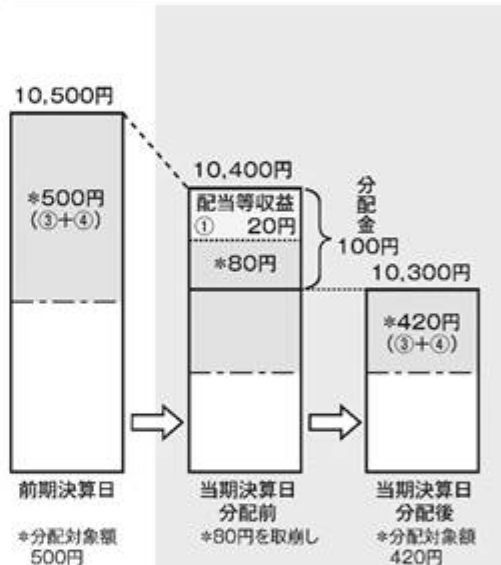 10,500円
*500円
(③+④)
前期決算日
*分配対象額
500円
10,400円
配当等収益
① 20円
*80円
分配金
100円
当期決算日
分配前
*80円を取崩し
10,300円
*420円
(③+④)
当期決算日
分配後
*分配対象額
420円